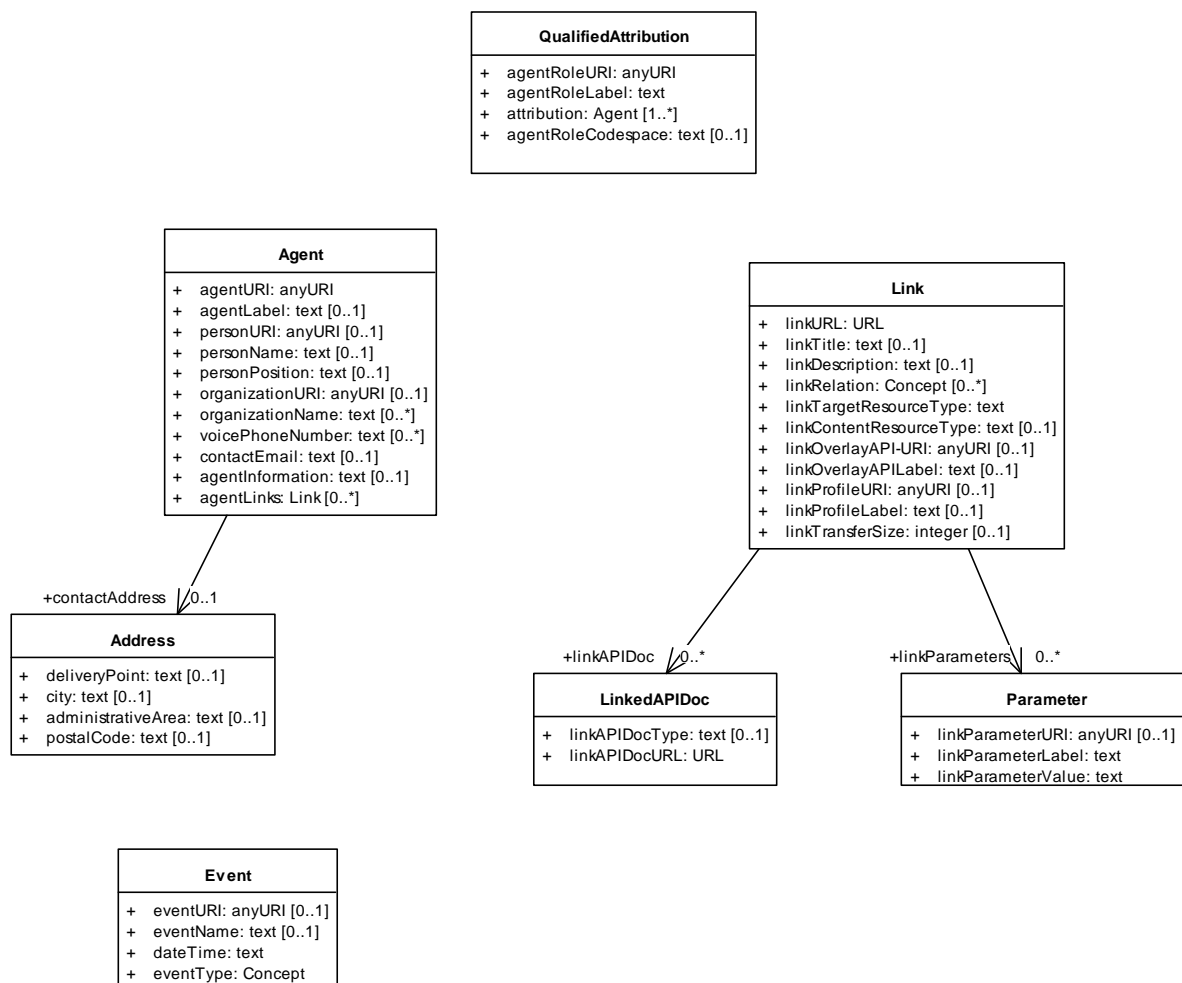 QualifiedAttribution
+ agentRoleURI: anyURI
+ agentRoleLabel: text
+ attribution: Agent [1..*]
+ agentRoleCodespace: text [0..1]
Agent
+ agentURI: anyURI
+ agentLabel: text [0..1]
+ personURI: anyURI [0..1]
+ personName: text [0..1]
+ personPosition: text [0..1]
+ organizationURI: anyURI [0..1]
+ organizationName: text [0..*]
+ voicePhoneNumber: text [0..*]
+ contactEmail: text [0..1]
+ agentInformation: text [0..1]
+ agentLinks: Link [0..*]
Link
+ linkURL: URL
+ linkTitle: text [0..1]
+ linkDescription: text [0..1]
+ linkRelation: Concept [0..*]
+ linkTargetResourceType: text
+ linkContentResourceType: text [0..1]
+ linkOverlayAPI-URI: anyURI [0..1]
+ linkOverlayAPILabel: text [0..1]
+ linkProfileURI: anyURI [0..1]
+ linkProfileLabel: text [0..1]
+ linkTransferSize: integer [0..1]
+contactAddress 0..1
Address
+ deliveryPoint: text [0..1]
+ city: text [0..1]
+ administrativeArea: text [0..1]
+ postalCode: text [0..1]
+linkAPIDoc 0..*
LinkedAPIDoc
+ linkAPIDocType: text [0..1]
+ linkAPIDocURL: URL
+linkParameters 0..*
Parameter
+ linkParameterURI: anyURI [0..1]
+ linkParameterLabel: text
+ linkParameterValue: text
Event
+ eventURI: anyURI [0..1]
+ eventName: text [0..1]
+ dateTime: text
+ eventType: Concept